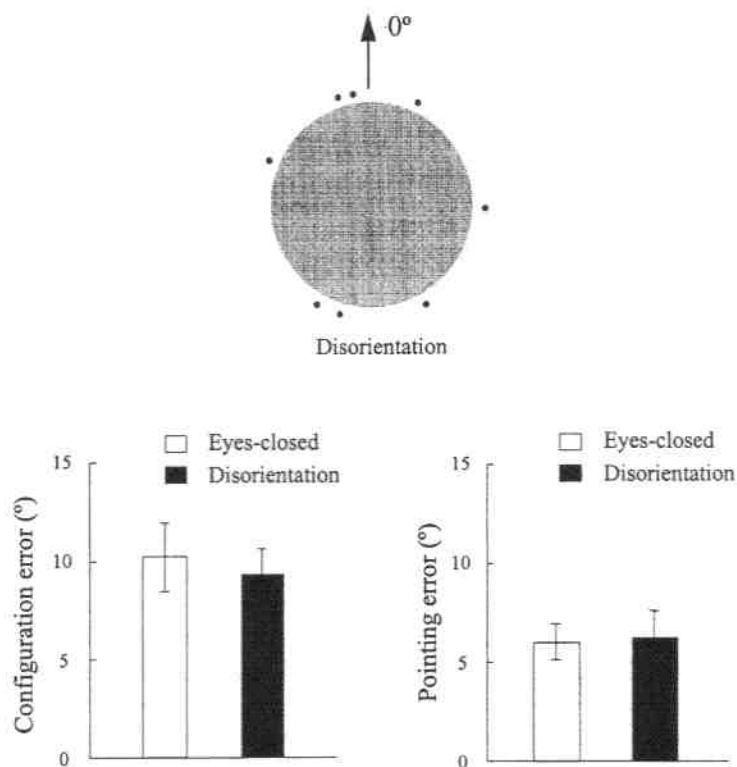 0º
Disorientation
Eyes-closed
Disorientation
15
10
5
0
Configuration error (º)
Eyes-closed
Disorientation
15
10
5
0
Pointing error (º)